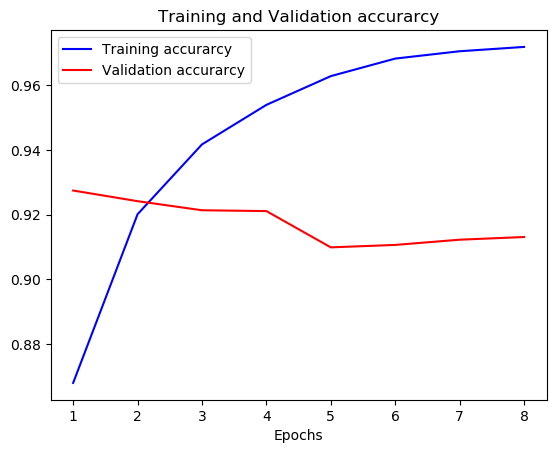 Training and Validation accurarcy
Training accurarcy
Validation accurarcy
0.96
0.94
0.92
0.90
0.88
1 2 3 4 5 6 7 8
Epochs